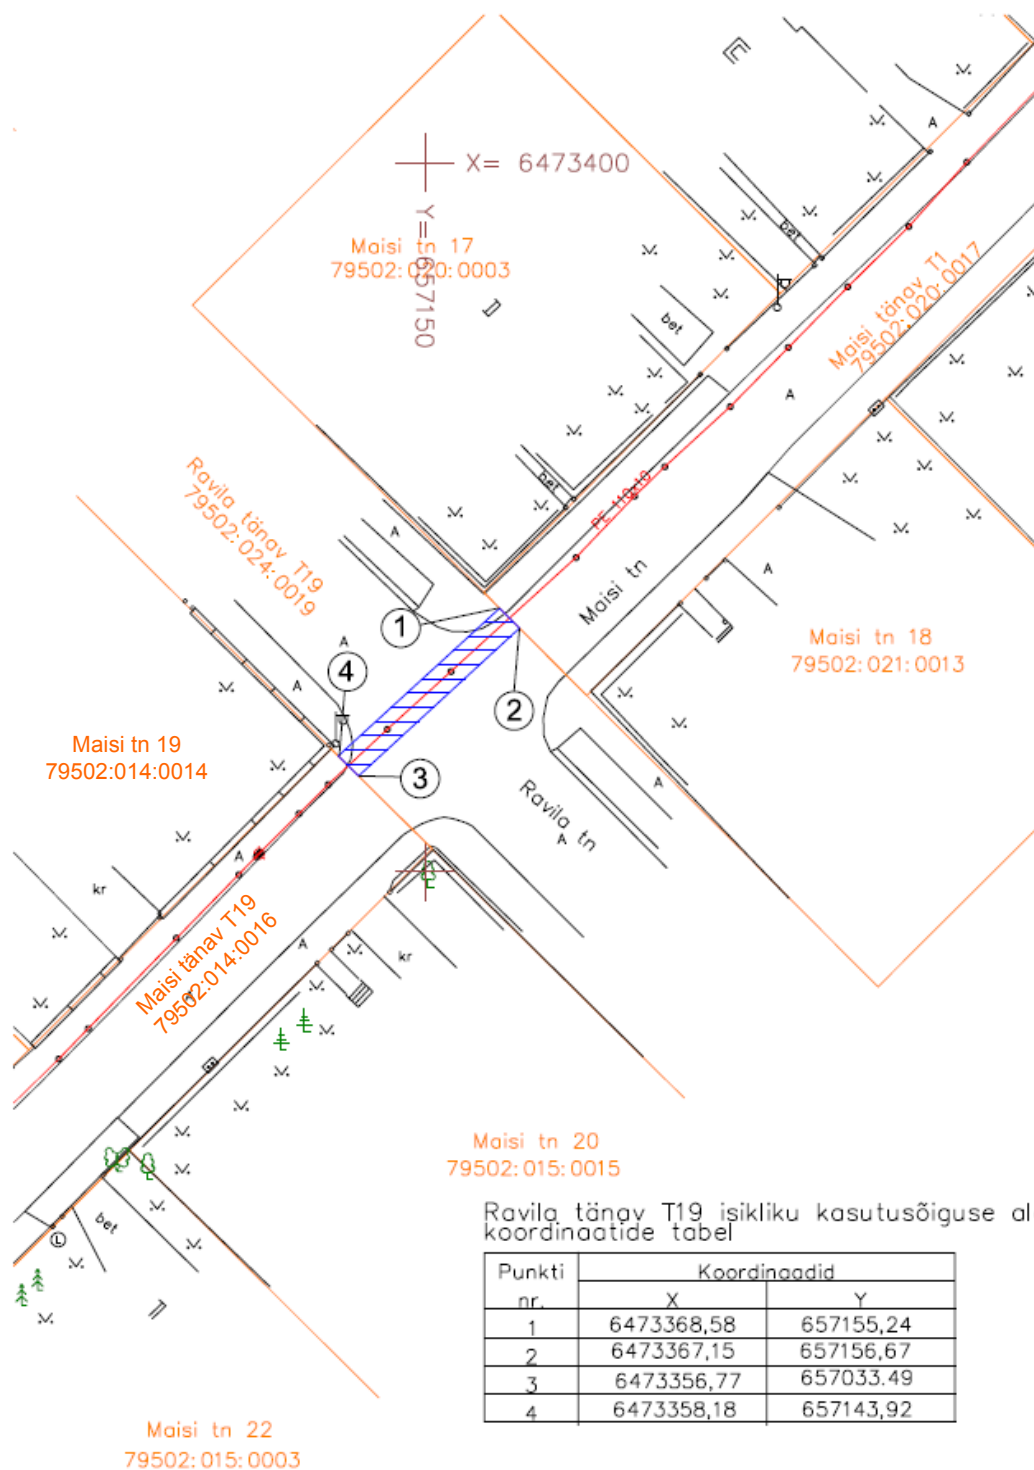 X= 6473400
Y= 657150
Maisi tn 17
79502:020:0003
A
bet
Maisi tänav T1
79502:020:0017
bet
A
Ravila tänav T19
79502:024:0019
bet
PE 110x10
A
Maisi tn
A
1
Maisi tn 18
79502:021:0013
A
4
A
2
Maisi tn 19
79502:014:0014
3
Ravila tn
A
A
A
kr
Maisi tänav T19
79502:014:0016
A
kr
Maisi tn 20
79502:015:0015
bet
L
Ravila tänav T19 isikliku kasutusõiguse al
koordinaatide tabel
Punkti nr. Koordinaadid
X Y
1 6473368,58 657155,24
2 6473367,15 657156,67
3 6473356,77 657033.49
4 6473358,18 657143,92
Maisi tn 22
79502:015:0003